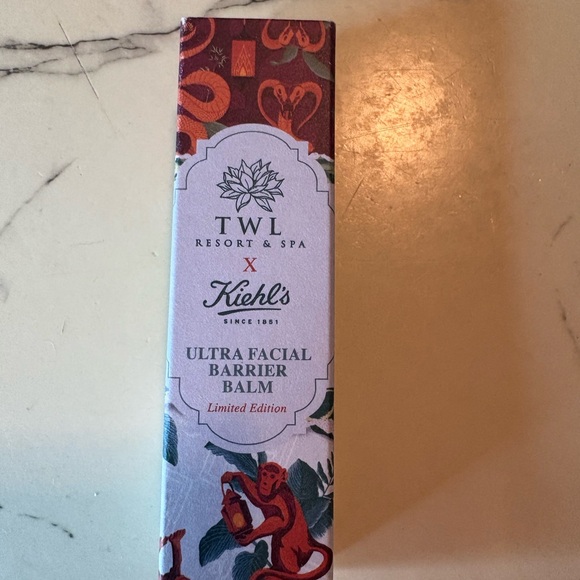 TWL
RESORT & SPA
X
Kiehl's
SINCE 1851
ULTRA FACIAL
BARRIER
BALM
Limited Edition